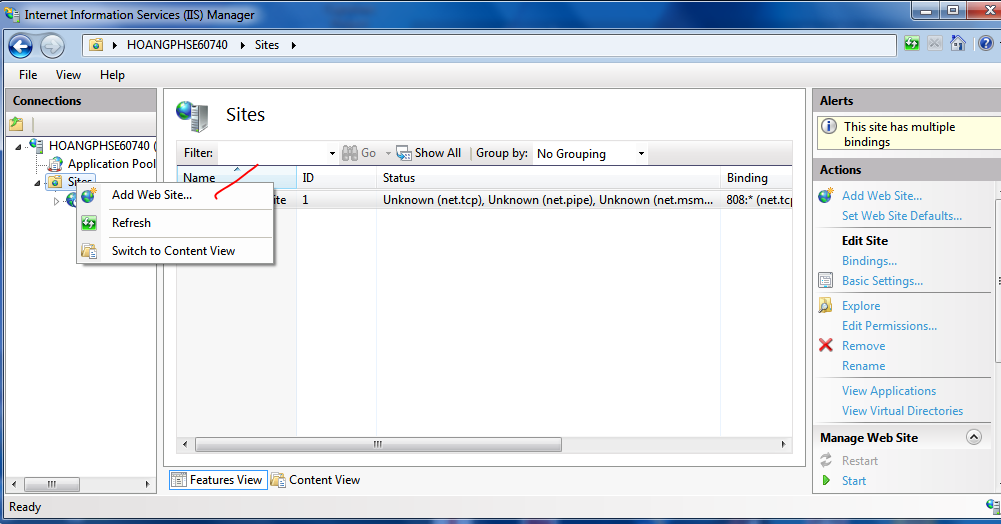 Internet Information Services (IIS) Manager
HOANGPHSE60740 Sites
File View Help
Connections
HOANGPHSE60740 (
Application Pool
Sites
Add Web Site...
Refresh
Switch to Content View
Sites
Filter: Go Show All Group by: No Grouping
Name ID Status Binding
ite 1 Unknown (net.tcp), Unknown (net.pipe), Unknown (net.msm... 808:* (net.tcp
Features View Content View
Alerts
This site has multiple
bindings
Actions
Add Web Site...
Set Web Site Defaults...
Edit Site
Bindings...
Basic Settings...
Explore
Edit Permissions...
Remove
Rename
View Applications
View Virtual Directories
Manage Web Site
Restart
Start
Ready